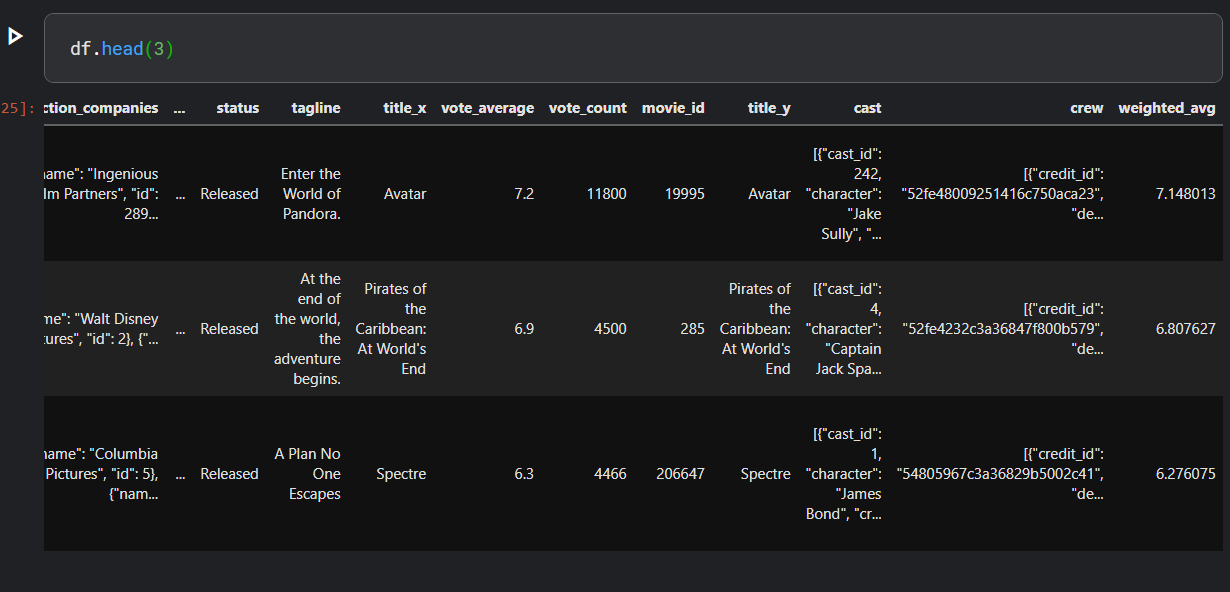 df.head(3)
25]:
ction_companies ... status tagline title_x vote_average vote_count movie_id title_y cast crew weighted_avg
name": "Ingenious
lm Partners", "id":
289...
...
Released
Enter the
World of
Pandora.
Avatar
7.2
11800
19995
Avatar
[{"cast_id":
242,
"character":
"Jake
Sully", "...
[{"credit_id":
"52fe48009251416c750aca23",
"de...
7.148013
me": "Walt Disney
tures", "id": 2}, {"...
...
Released
At the
end of
the world,
the
adventure
begins.
Pirates of
the
Caribbean:
At World's
End
6.9
4500
285
Pirates of
the
Caribbean:
At World's
End
[{"cast_id":
4,
"character":
"Captain
Jack Spa...
[{"credit_id":
"52fe4232c3a36847f800b579",
"de...
6.807627
name": "Columbia
Pictures", "id": 5},
{"nam...
...
Released
A Plan No
One
Escapes
Spectre
6.3
4466
206647
Spectre
[{"cast_id":
1,
"character":
"James
Bond", "cr...
[{"credit_id":
"54805967c3a36829b5002c41",
"de...
6.276075